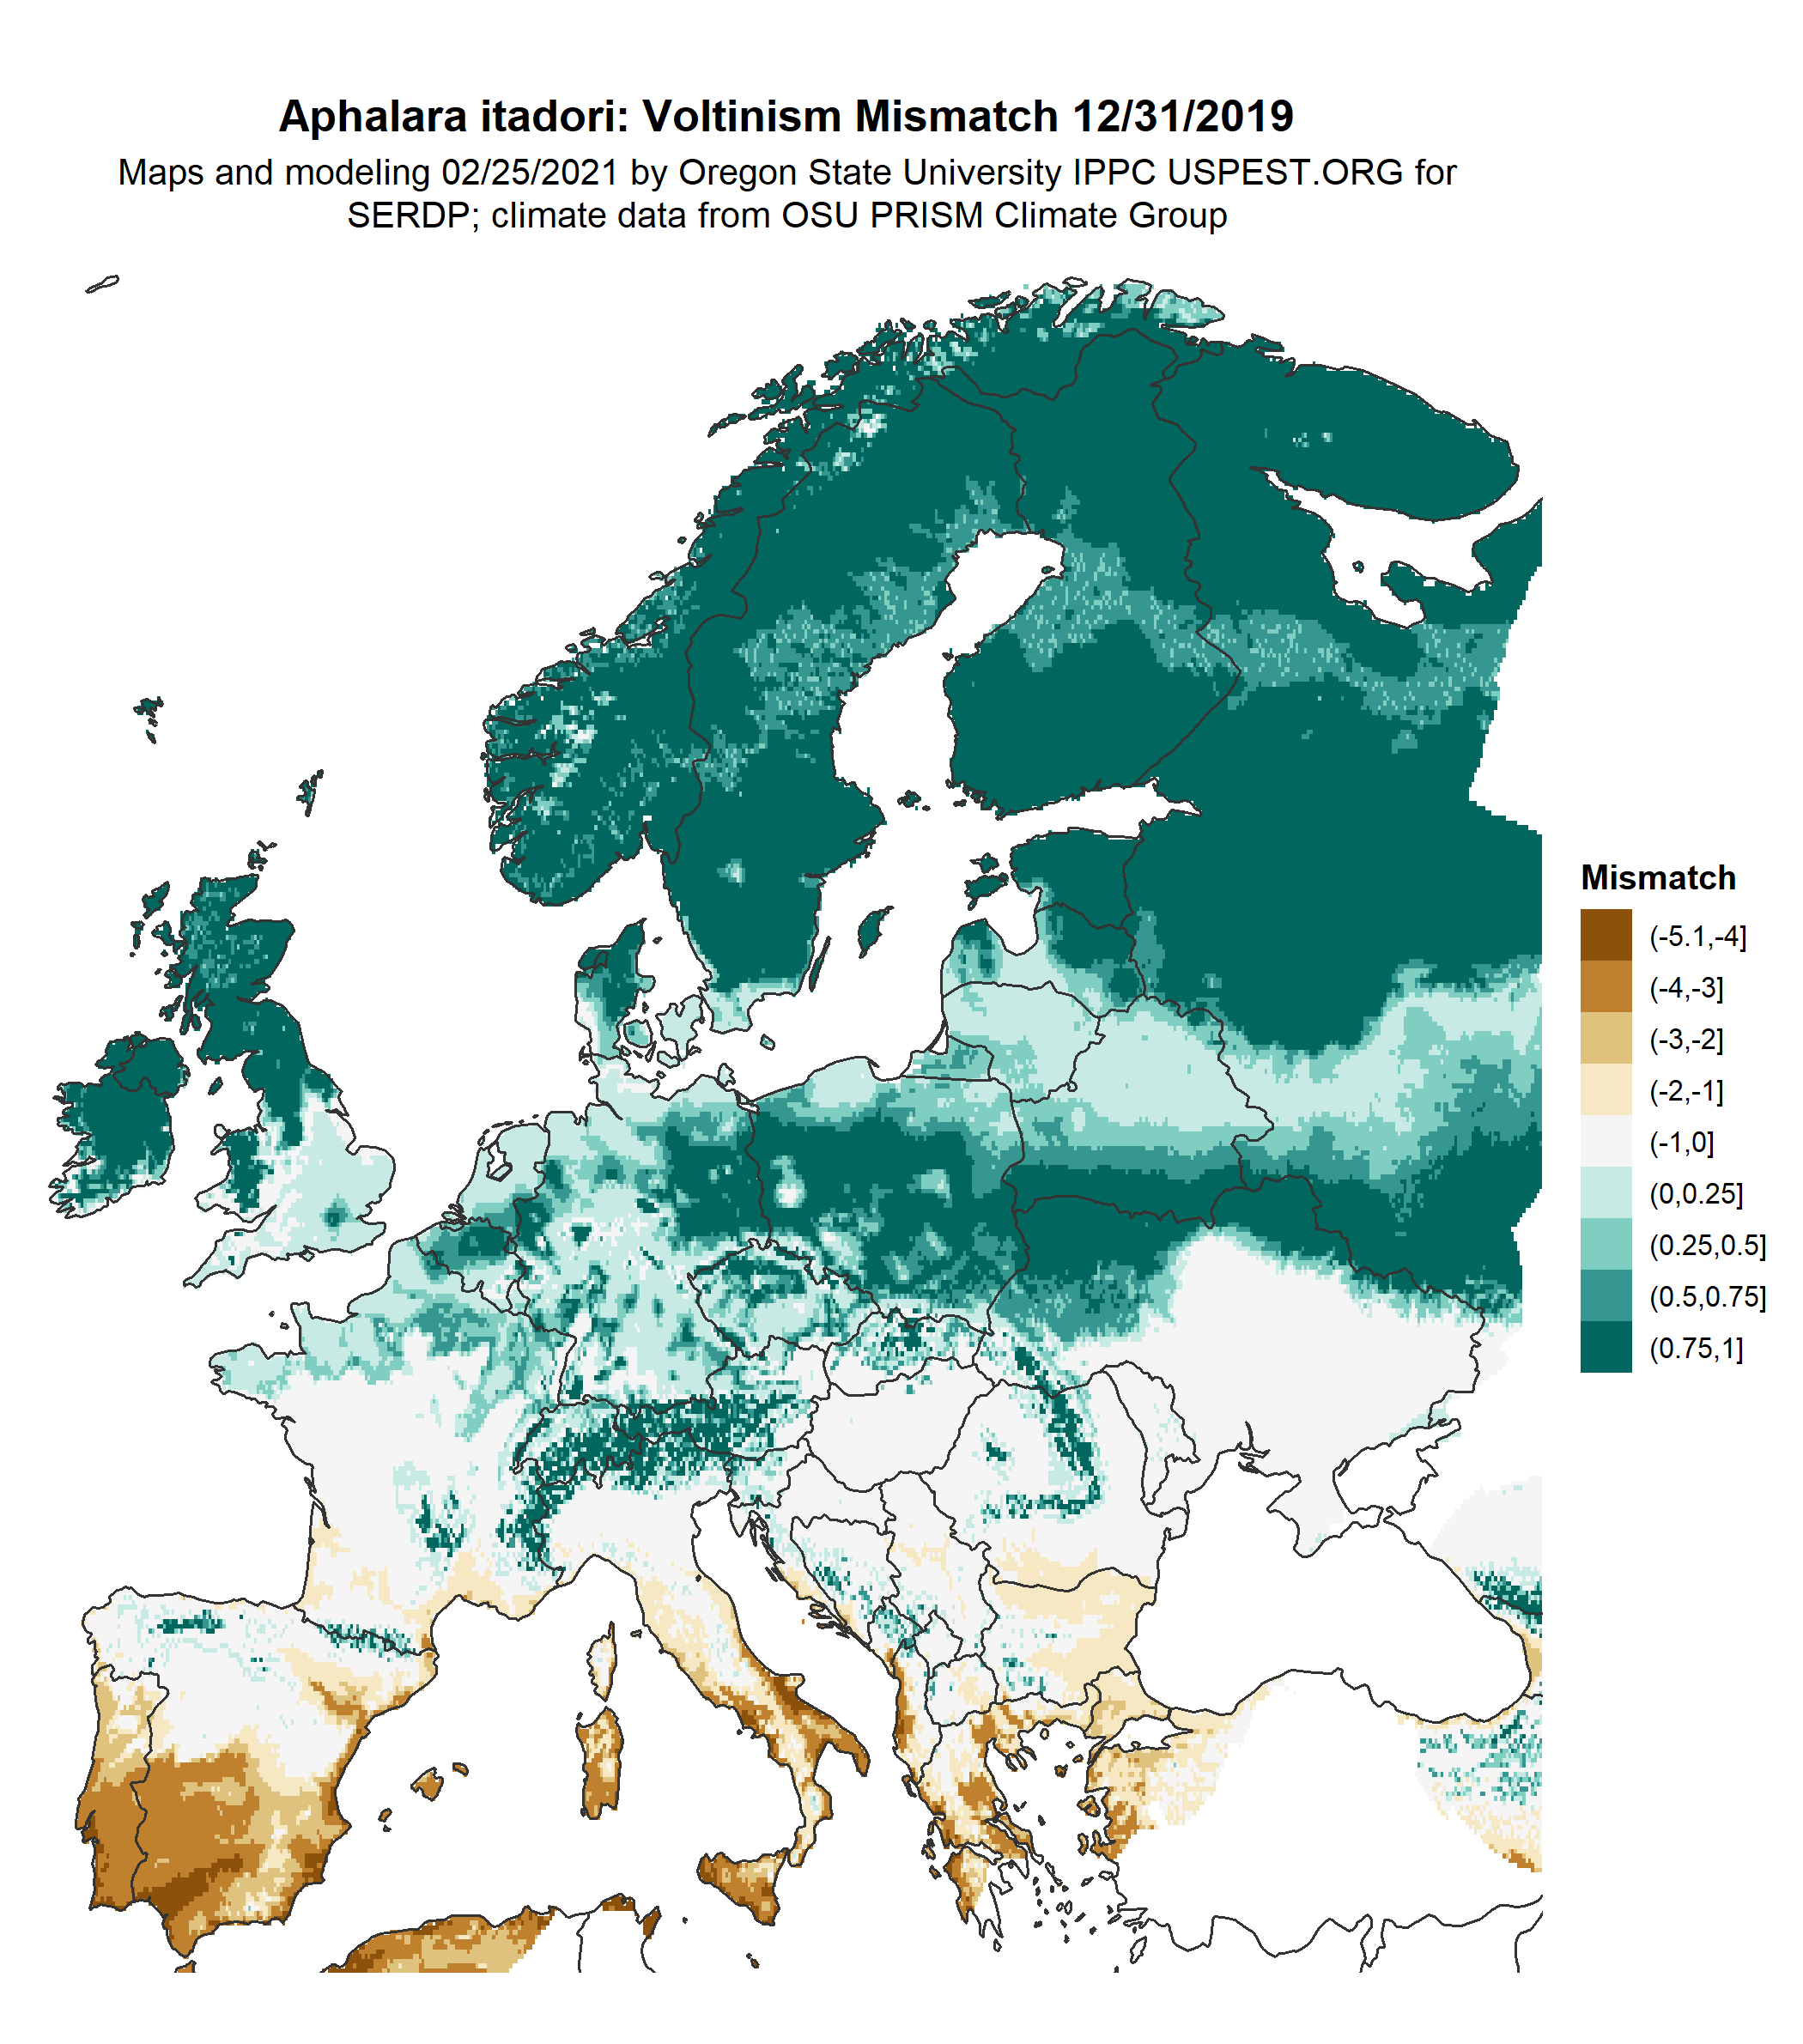 Aphalara itadori: Voltinism Mismatch 12/31/2019
Maps and modeling 02/25/2021 by Oregon State University IPPC USPEST.ORG for
SERDP; climate data from OSU PRISM Climate Group
Mismatch
(-5.1,-4]
(-4,-3]
(-3,-2]
(-2,-1]
(-1,0]
(0,0.25]
(0.25,0.5]
(0.5,0.75]
(0.75,1]